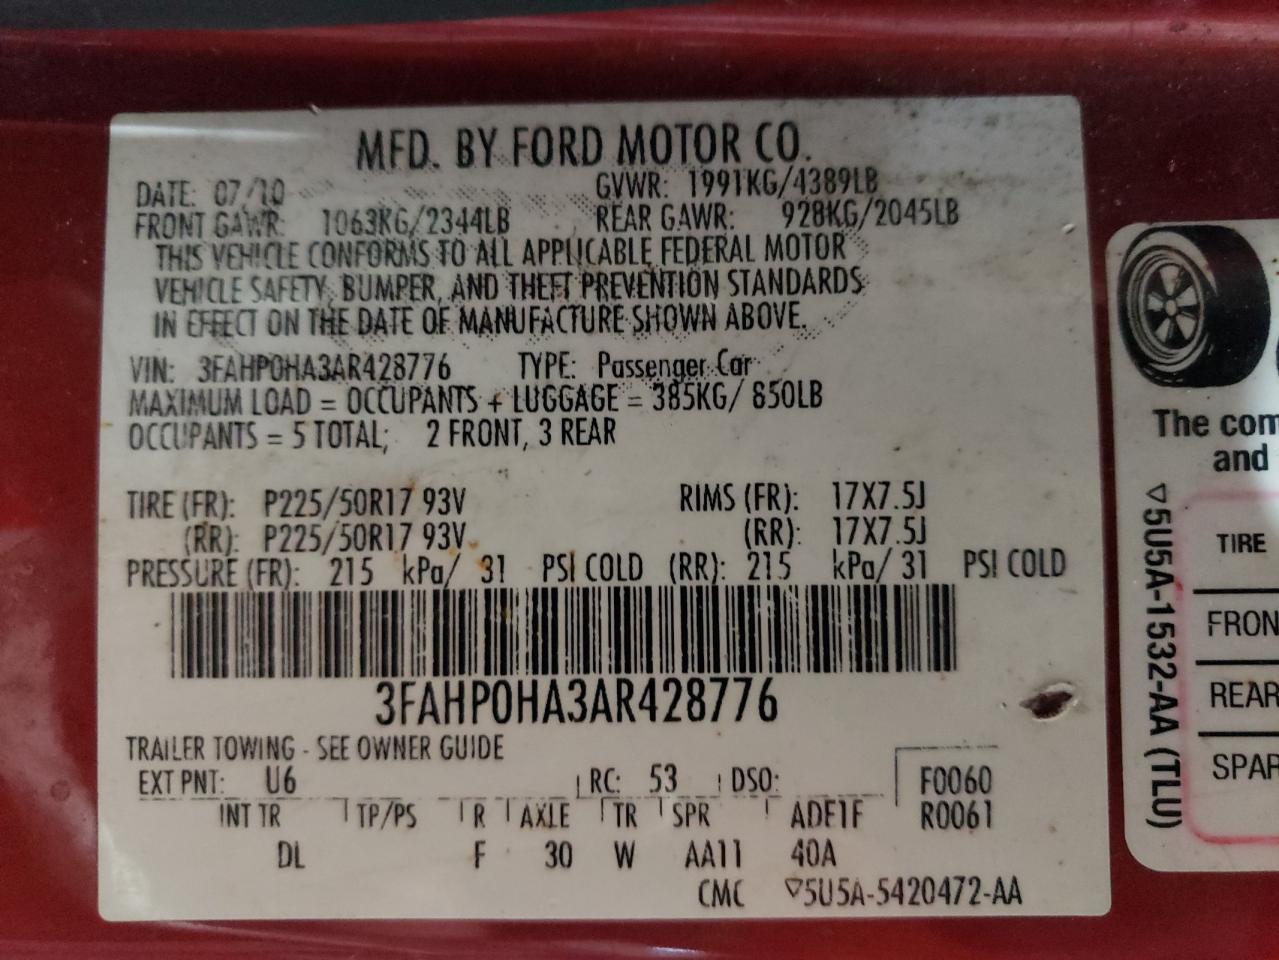 MFD. BY FORD MOTOR CO.
DATE: 07/10 GVWR: 1991KG/4389LB
FRONT GAWR: 1063KG/2344LB REAR GAWR: 928KG/2045LB
THIS VEHICLE CONFORMS TO ALL APPLICABLE FEDERAL MOTOR
VEHICLE SAFETY, BUMPER, AND THEFT PREVENTION STANDARDS
IN EFFECT ON THE DATE OF MANUFACTURE SHOWN ABOVE.
VIN: 3FAHP0HA3AR428776 TYPE: Passenger Car
MAXIMUM LOAD = OCCUPANTS + LUGGAGE = 385KG/ 850LB
OCCUPANTS = 5 TOTAL; 2 FRONT, 3 REAR
TIRE (FR): P225/50R17 93V RIMS (FR): 17X7.5J
(RR): P225/50R17 93V (RR): 17X7.5J
PRESSURE (FR): 215 kPa/ 31 PSI COLD (RR): 215 kPa/ 31 PSI COLD
3FAHP0HA3AR428776
TRAILER TOWING - SEE OWNER GUIDE
EXT PNT: U6 RC: 53 DSO: F0060
INT TR TP/PS R AXLE TR SPR ADE1F R0061
DL F 30 W AA11 40A
CMC ▽5U5A-5420472-AA
The com
and
▽5U5A-1532-AA (TLU)
TIRE
FRON
REAR
SPAR